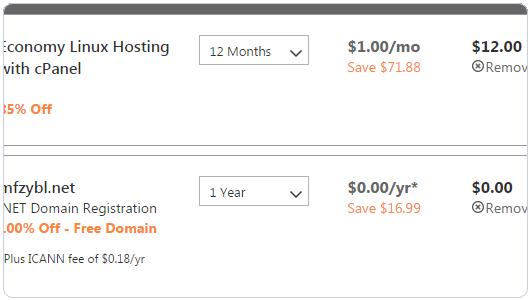 Economy Linux Hosting
with cPanel
12 Months
$1.00/mo
Save $71.88
$12.00
Remov
85% Off
mfzybl.net
.NET Domain Registration
100% Off - Free Domain
1 Year
$0.00/yr*
Save $16.99
$0.00
Remov
Plus ICANN fee of $0.18/yr